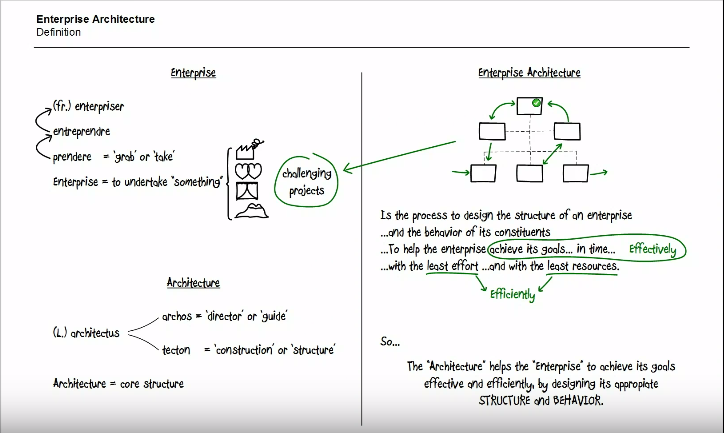 Enterprise Architecture
Definition
Enterprise
(fr.) enterpriser
entreprendre
prendere = 'grab' or 'take'
Enterprise = to undertake "something"
challenging
projects
Architecture
(L.) architectus
archos = 'director' or 'guide'
tecton = 'construction' or 'structure'
Architecture = core structure
Enterprise Architecture
Is the process to design the structure of an enterprise
...and the behavior of its constituents
...To help the enterprise achieve its goals... in time... Effectively
...with the least effort ...and with the least resources.
Efficiently
So...
The "Architecture" helps the "Enterprise" to achieve its goals
effective and efficiently, by designing its appropiate
STRUCTURE and BEHAVIOR.